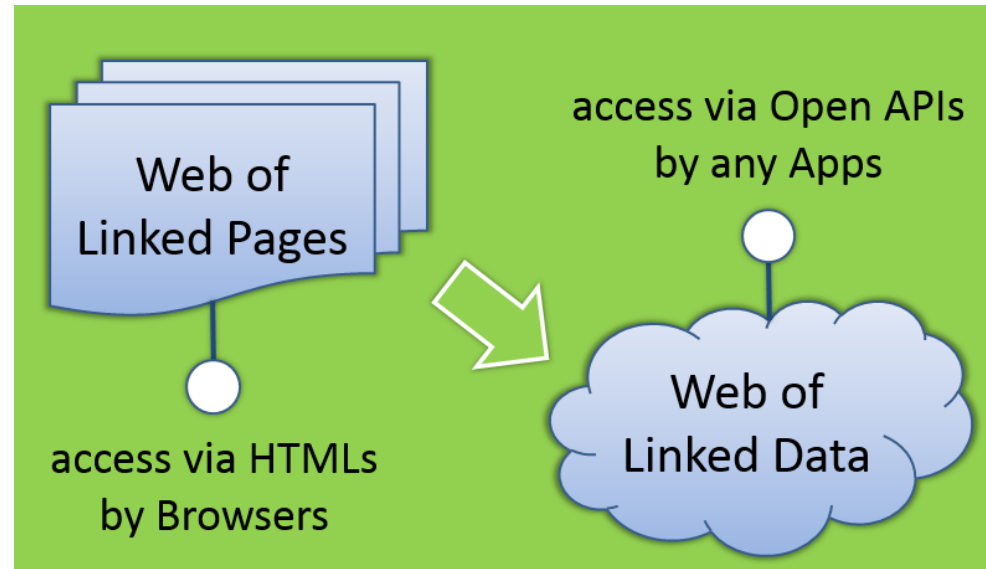 Web of
Linked Pages
access via HTMLs
by Browsers
access via Open APIs
by any Apps
Web of
Linked Data